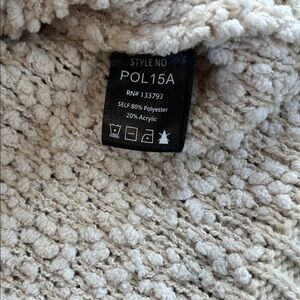 STYLE NO
POL15A
RN# 133793
SELF: 80% Polyester
20% Acrylic